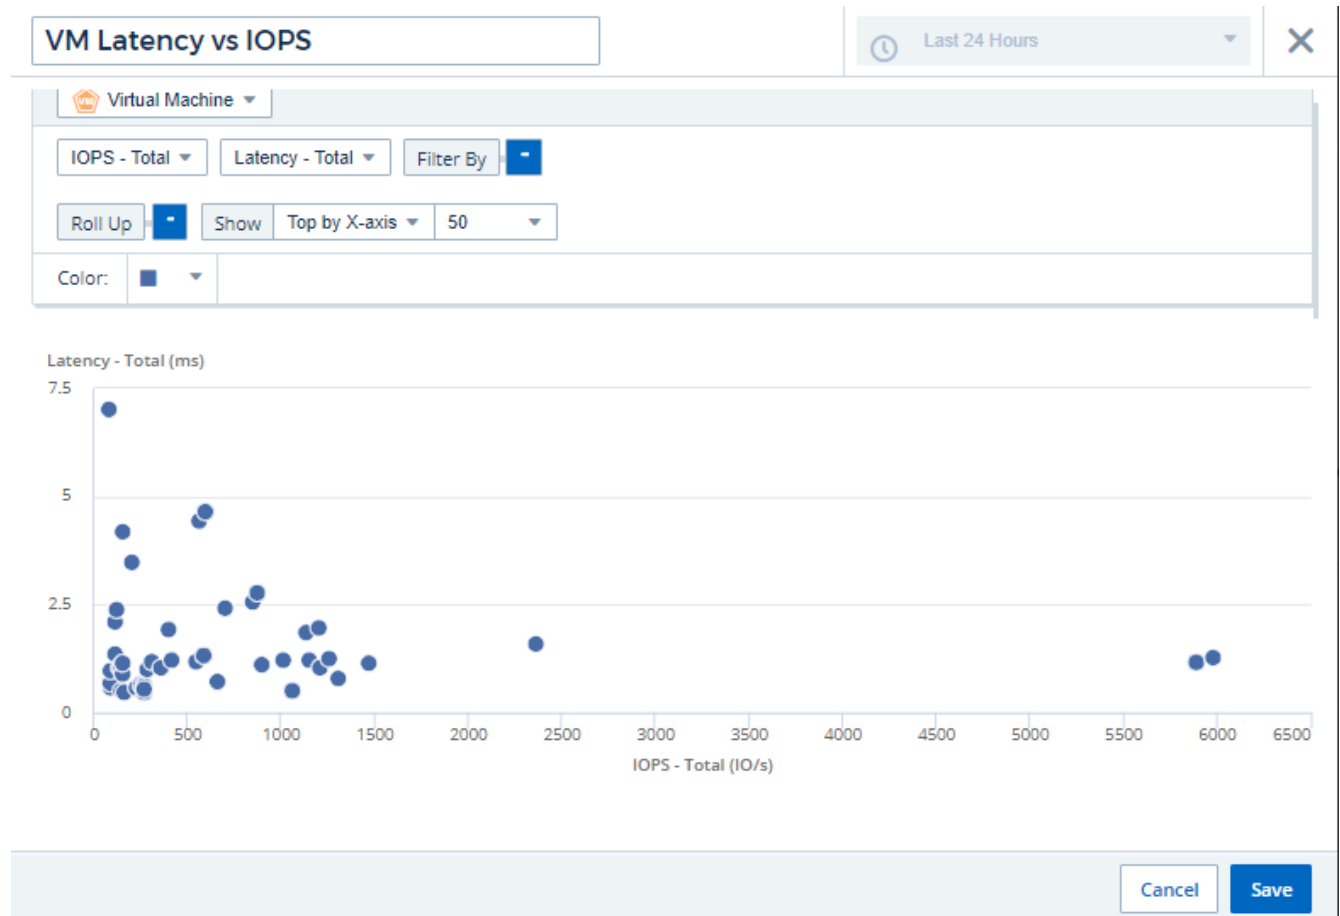 VM Latency vs IOPS
Last 24 Hours
VM Virtual Machine
IOPS - Total Latency - Total Filter By -
Roll Up - Show Top by X-axis 50
Color:
Latency - Total (ms)
7.5
5
2.5
0
0 500 1000 1500 2000 2500 3000 3500 4000 4500 5000 5500 6000 6500
IOPS - Total (IO/s)
Cancel Save